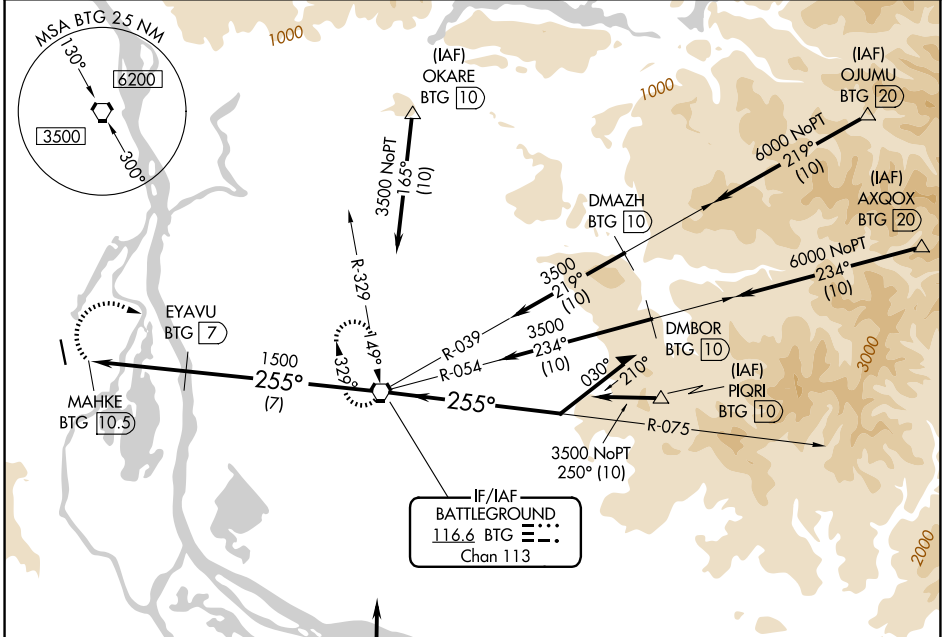 MSA BTG 25 NM
130°
6200
3500
300°
1000
(IAF)
OKARE
BTG 10
3500 NoPT
165°
(10)
1000
(IAF)
OJUMU
BTG 20
6000 NoPT
219°
(10)
(IAF)
AXQOX
BTG 20
6000 NoPT
234°
(10)
DMAZH
BTG 10
3500
219°
(10)
R-039
3500
234°
(10)
R-054
DMBOR
BTG 10
3000
R-329
149°
329°
EYAVU
BTG 7
1500
255°
(7)
MAHKE
BTG 10.5
255°
030°
210°
(IAF)
PIQRI
BTG 10
R-075
3500 NoPT
250° (10)
IF/IAF
BATTLEGROUND
116.6 BTG
Chan 113
2000